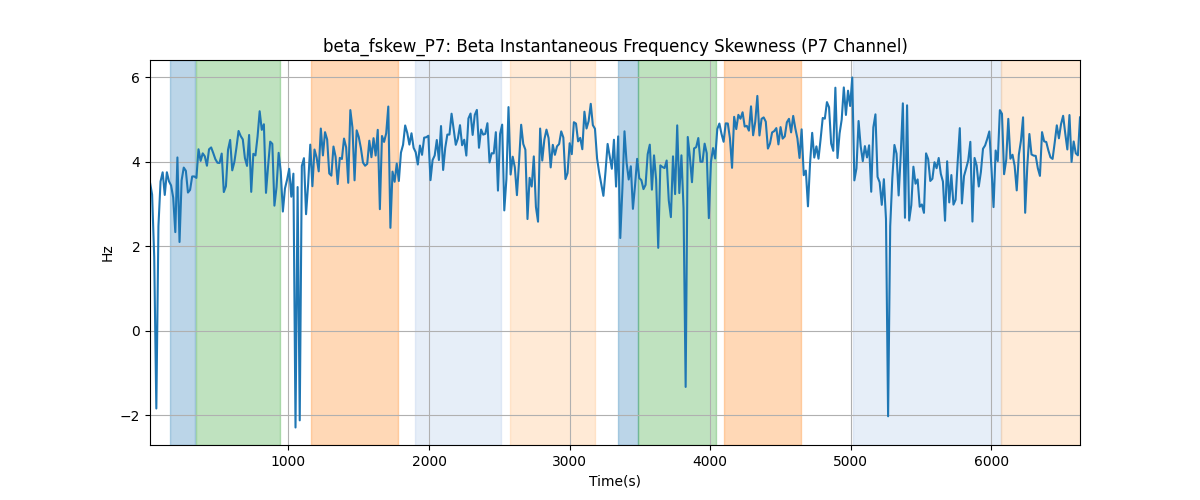 beta_fskew_P7: Beta Instantaneous Frequency Skewness (P7 Channel)
6
4
2
0
−2
Hz
1000 2000 3000 4000 5000 6000
Time(s)